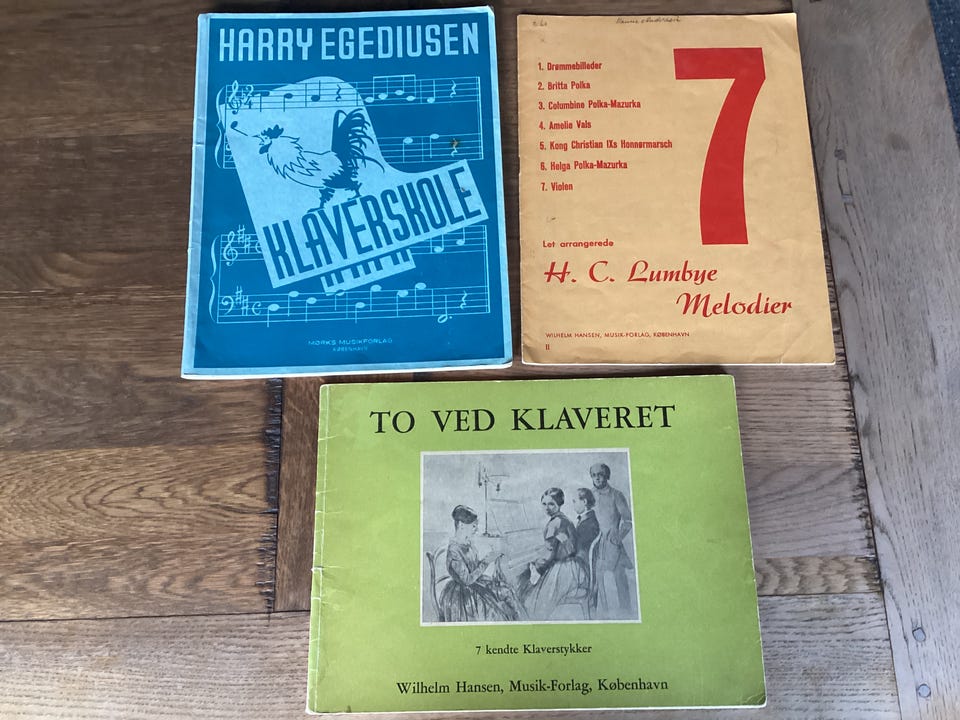 HARRY EGEDIUSEN
KLAVERSKOLE
MØRKS MUSIKFORLAG
KØBENHAVN
1. Drømmebilleder
2. Britta Polka
3. Columbine Polka-Mazurka
4. Amelie Vals
5. Kong Christian IXs Honnørmarsch
6. Helga Polka-Mazurka
7. Violen
7
Let arrangerede
H. C. Lumbye
Melodier
WILHELM HANSEN, MUSIK-FORLAG, KØBENHAVN
II
TO VED KLAVERET
7 kendte Klaverstykker
Wilhelm Hansen, Musik-Forlag, København